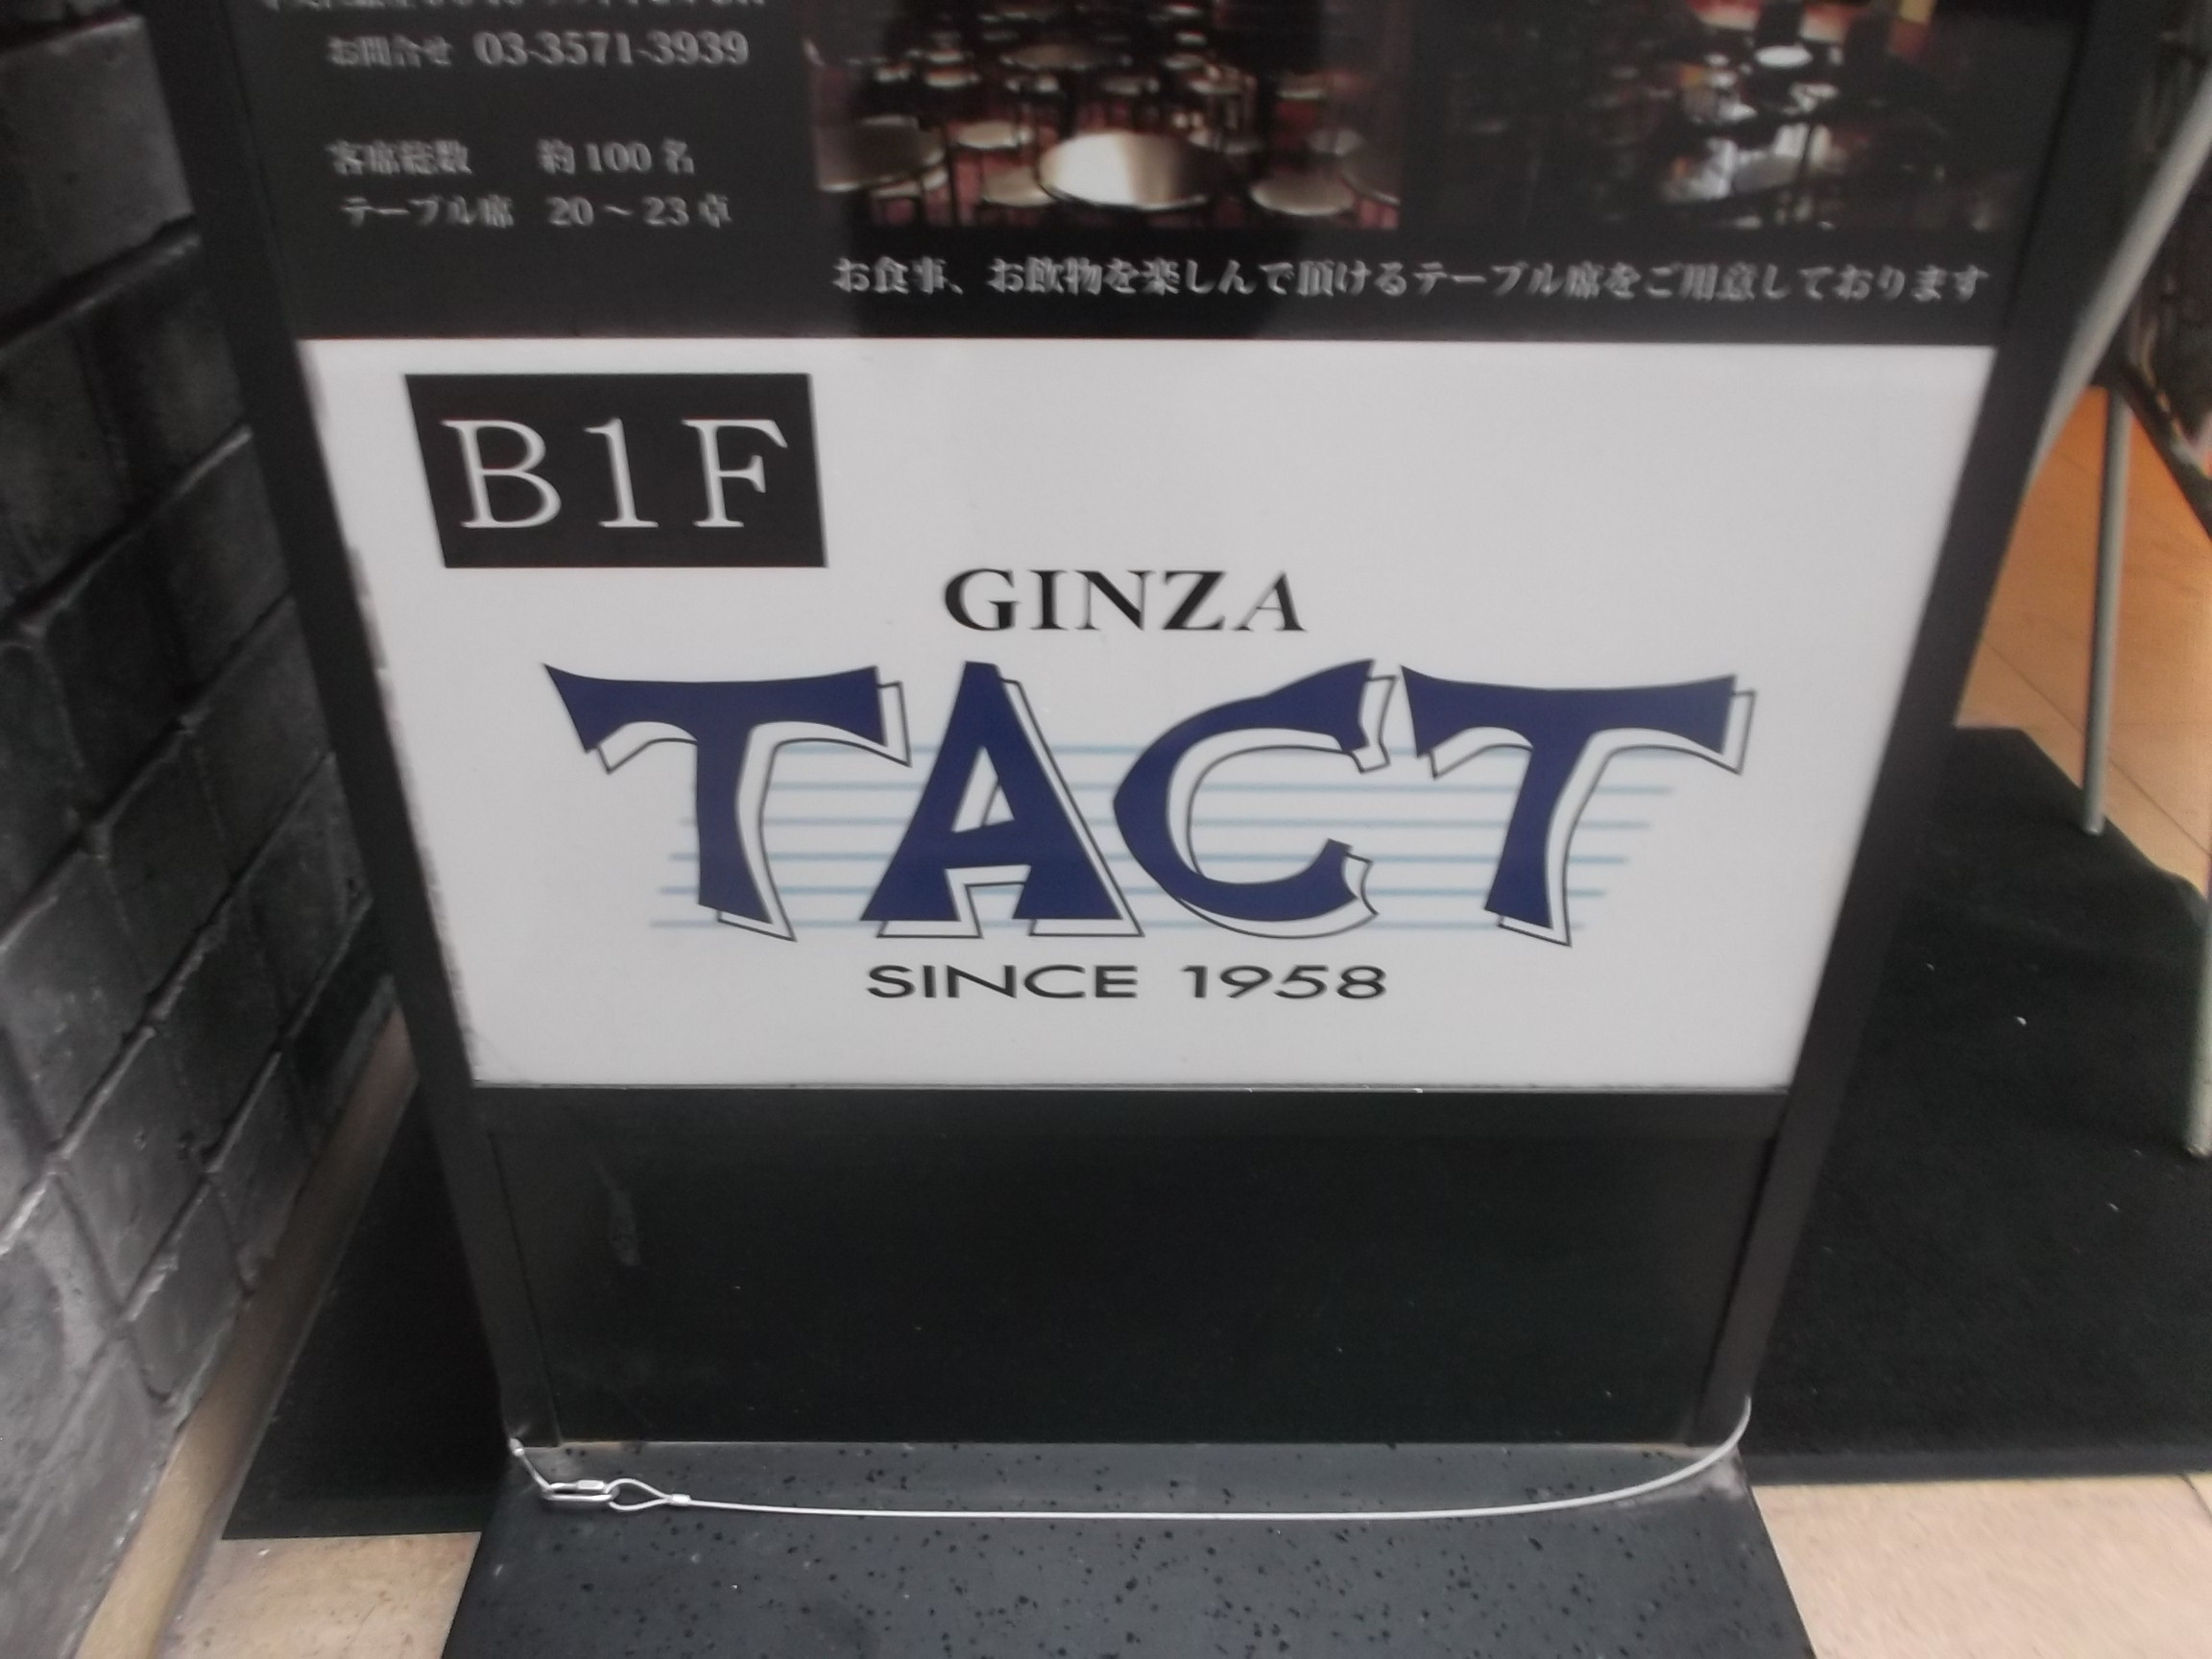 お問合せ 03-3571-3939
客席総数 約100名
テーブル席 20～23卓
お食事、お飲物を楽しんで頂けるテーブル席をご用意しております
B1F
GINZA
TACT
SINCE 1958